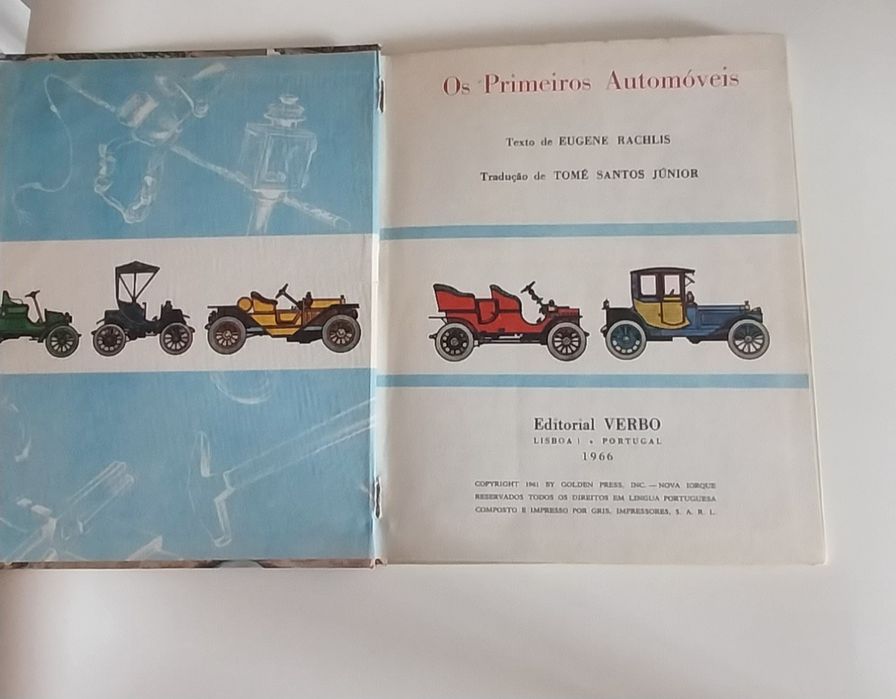 Os Primeiros Automóveis
Texto de EUGENE RACHLIS
Tradução de TOMÉ SANTOS JÚNIOR
Editorial VERBO
LISBOA • PORTUGAL
1966
COPYRIGHT 1961 BY GOLDEN PRESS, INC. — NOVA IORQUE
RESERVADOS TODOS OS DIREITOS EM LINGUA PORTUGUESA
COMPOSTO E IMPRESSO POR GRIS, IMPRESSORES, S. A. R. L.